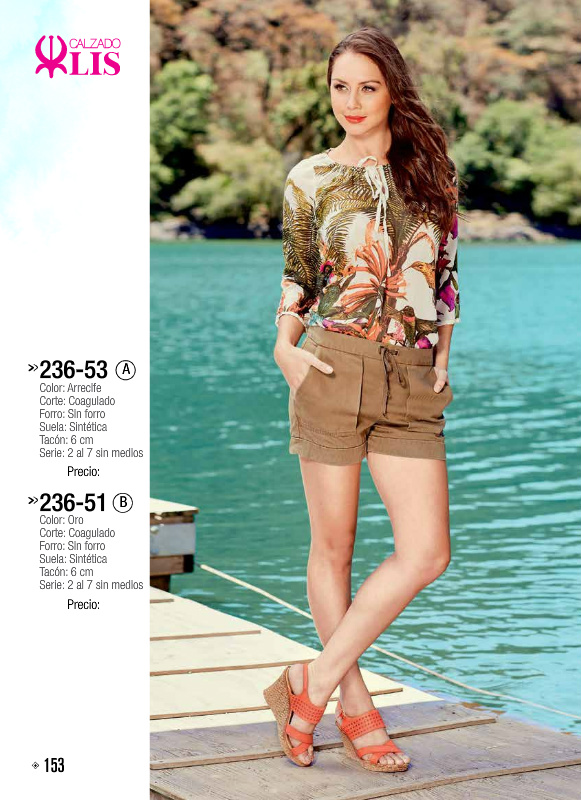 CALZADO
LIS
»236-53 A
Color: Arrecife
Corte: Coagulado
Forro: Sin forro
Suela: Sintética
Tacón: 6 cm
Serie: 2 al 7 sin medios
Precio:
»236-51 B
Color: Oro
Corte: Coagulado
Forro: Sin forro
Suela: Sintética
Tacón: 6 cm
Serie: 2 al 7 sin medios
Precio:
153